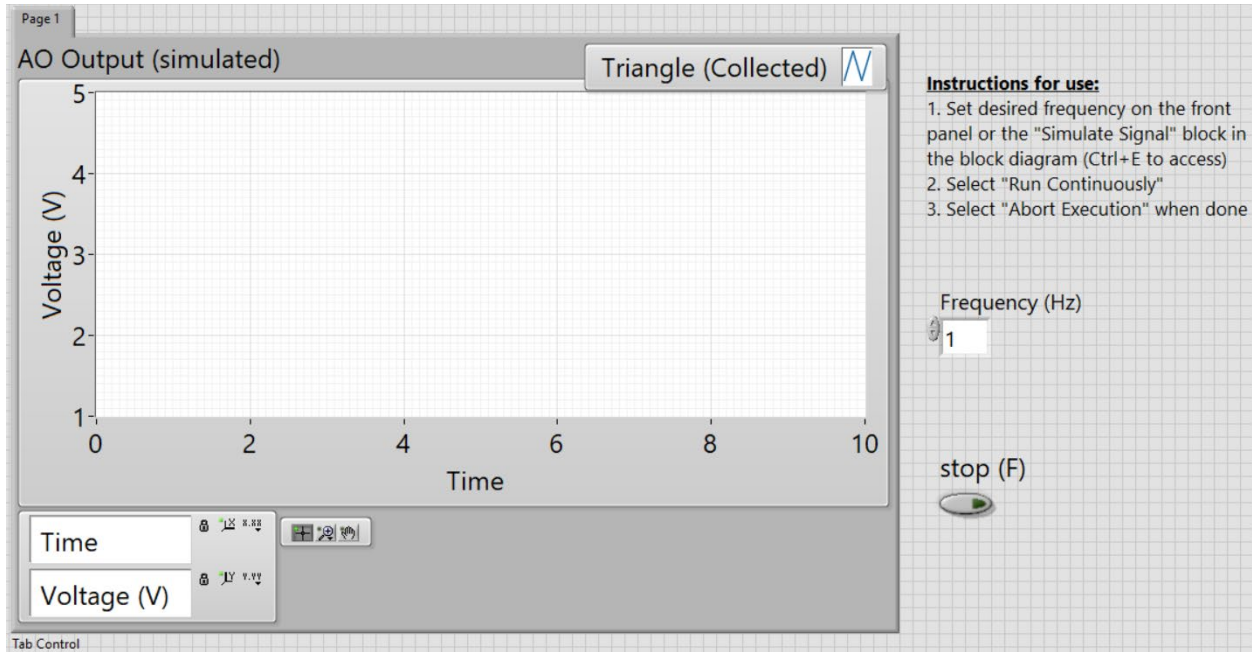 Page 1
AO Output (simulated)
Triangle (Collected)
5
4
3
2
1
Voltage (V)
0 2 4 6 8 10
Time
Time
Voltage (V)
Tab Control
Instructions for use:
1. Set desired frequency on the front
panel or the "Simulate Signal" block in
the block diagram (Ctrl+E to access)
2. Select "Run Continuously"
3. Select "Abort Execution" when done
Frequency (Hz)
1
stop (F)